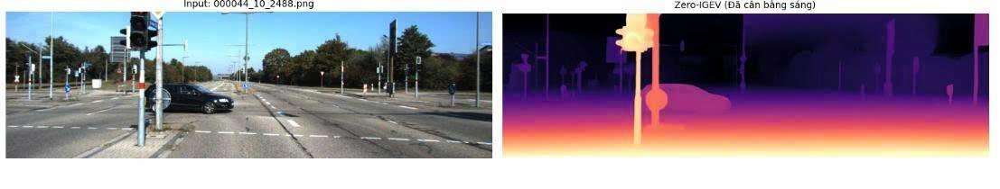 Input: 000044_10_2488.png
Zero-IGEV (Đã cân bằng sáng)